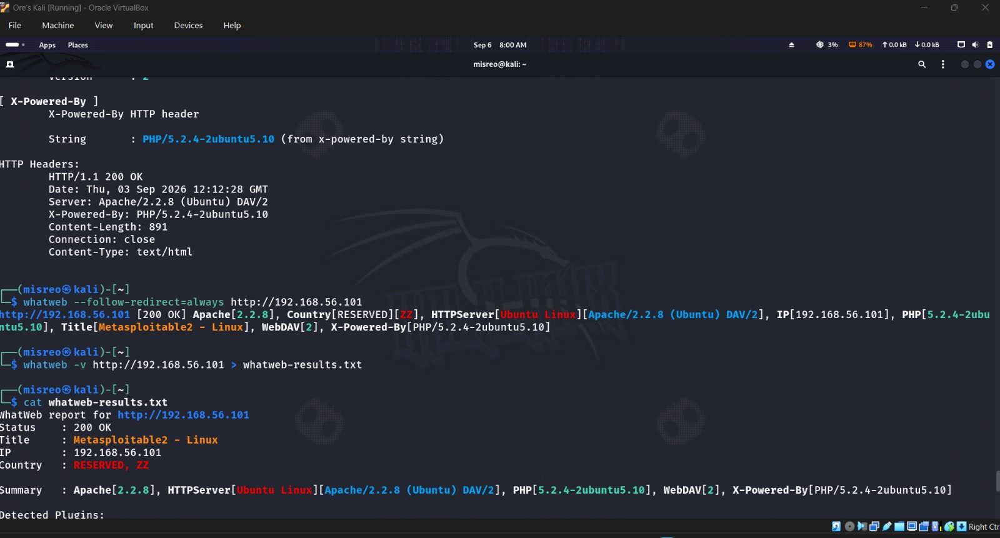 Ore's Kali [Running] - Oracle VirtualBox
File Machine View Input Devices Help
Apps Places Sep 6 8:00 AM 3% 87% 0.0 kB 0.0 kB
misreo@kali: ~
Version : 2
[ X-Powered-By ]
X-Powered-By HTTP header
String : PHP/5.2.4-2ubuntu5.10 (from x-powered-by string)
HTTP Headers:
HTTP/1.1 200 OK
Date: Thu, 03 Sep 2026 12:12:28 GMT
Server: Apache/2.2.8 (Ubuntu) DAV/2
X-Powered-By: PHP/5.2.4-2ubuntu5.10
Content-Length: 891
Connection: close
Content-Type: text/html
┌──(misreo㉿kali)-[~]
└─$ whatweb --follow-redirect=always http://192.168.56.101
http://192.168.56.101 [200 OK] Apache[2.2.8], Country[RESERVED][ZZ], HTTPServer[Ubuntu Linux][Apache/2.2.8 (Ubuntu) DAV/2], IP[192.168.56.101], PHP[5.2.4-2ubu
ntu5.10], Title[Metasploitable2 - Linux], WebDAV[2], X-Powered-By[PHP/5.2.4-2ubuntu5.10]
┌──(misreo㉿kali)-[~]
└─$ whatweb -v http://192.168.56.101 > whatweb-results.txt
┌──(misreo㉿kali)-[~]
└─$ cat whatweb-results.txt
WhatWeb report for http://192.168.56.101
Status : 200 OK
Title : Metasploitable2 - Linux
IP : 192.168.56.101
Country : RESERVED, ZZ
Summary : Apache[2.2.8], HTTPServer[Ubuntu Linux][Apache/2.2.8 (Ubuntu) DAV/2], PHP[5.2.4-2ubuntu5.10], WebDAV[2], X-Powered-By[PHP/5.2.4-2ubuntu5.10]
Detected Plugins:
KALI LINUX
Right Ctr